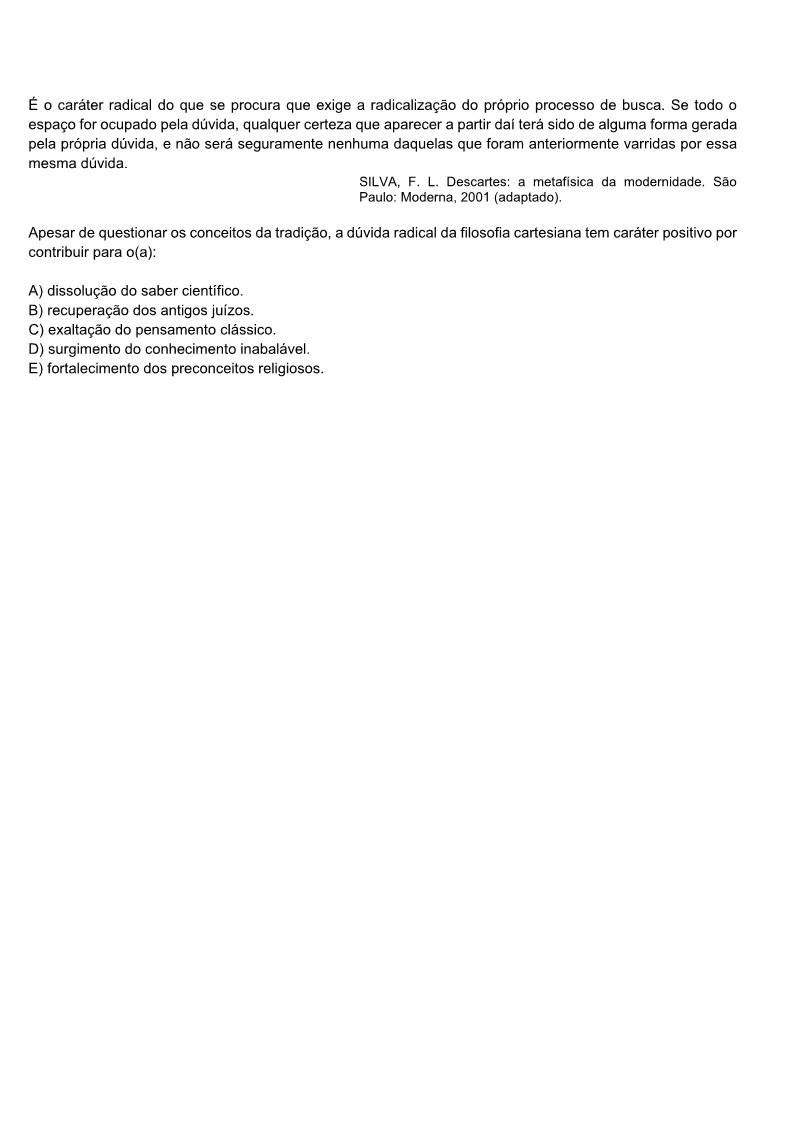 É o caráter radical do que se procura que exige a radicalização do próprio processo de busca. Se todo o
espaço for ocupado pela dúvida, qualquer certeza que aparecer a partir daí terá sido de alguma forma gerada
pela própria dúvida, e não será seguramente nenhuma daquelas que foram anteriormente varridas por essa
mesma dúvida.
SILVA, F. L. Descartes: a metafísica da modernidade. São
Paulo: Moderna, 2001 (adaptado).
Apesar de questionar os conceitos da tradição, a dúvida radical da filosofia cartesiana tem caráter positivo por
contribuir para o(a):
A) dissolução do saber científico.
B) recuperação dos antigos juízos.
C) exaltação do pensamento clássico.
D) surgimento do conhecimento inabalável.
E) fortalecimento dos preconceitos religiosos.